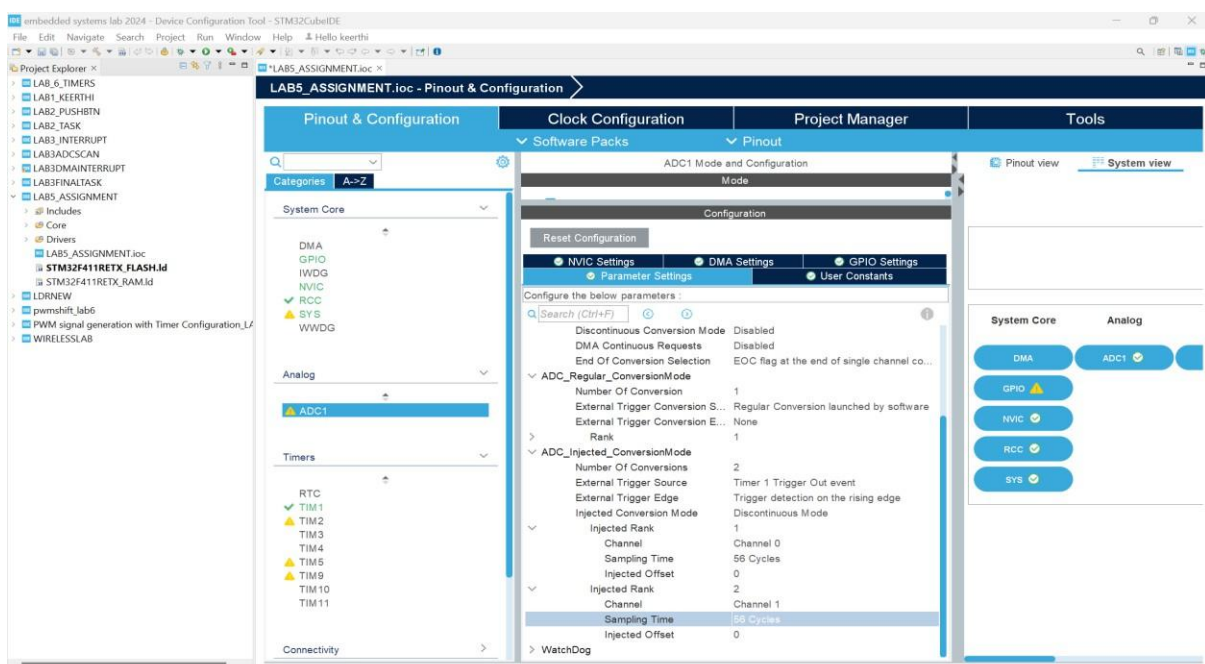 IDE embedded systems lab 2024 - Device Configuration Tool - STM32CubeIDE
File Edit Navigate Search Project Run Window Help Hello keerthi
Project Explorer ×
*LAB5_ASSIGNMENT.ioc ×
LAB_6_TIMERS
LAB1_KEERTHI
LAB2_PUSHBTN
LAB2_TASK
LAB3_INTERRUPT
LAB3ADCSCAN
LAB3DMAINTERRUPT
LAB3FINALTASK
LAB5_ASSIGNMENT
Includes
Core
Drivers
LAB5_ASSIGNMENT.ioc
STM32F411RETX_FLASH.ld
STM32F411RETX_RAM.ld
LDRNEW
pwmshift_lab6
PWM signal generation with Timer Configuration_LA
WIRELESSLAB
LAB5_ASSIGNMENT.ioc - Pinout & Configuration
Pinout & Configuration
Clock Configuration
Project Manager
Tools
Software Packs
Pinout
Categories A->Z
System Core
DMA
GPIO
IWDG
NVIC
RCC
SYS
WWDG
Analog
ADC1
Timers
RTC
TIM1
TIM2
TIM3
TIM4
TIM5
TIM9
TIM10
TIM11
Connectivity
ADC1 Mode and Configuration
Mode
Configuration
Reset Configuration
NVIC Settings DMA Settings GPIO Settings
Parameter Settings User Constants
Configure the below parameters :
Search (Ctrl+F)
Discontinuous Conversion Mode Disabled
DMA Continuous Requests Disabled
End Of Conversion Selection EOC flag at the end of single channel co...
ADC_Regular_ConversionMode
Number Of Conversion 1
External Trigger Conversion S... Regular Conversion launched by software
External Trigger Conversion E... None
Rank 1
ADC_Injected_ConversionMode
Number Of Conversions 2
External Trigger Source Timer 1 Trigger Out event
External Trigger Edge Trigger detection on the rising edge
Injected Conversion Mode Discontinuous Mode
Injected Rank 1
Channel Channel 0
Sampling Time 56 Cycles
Injected Offset 0
Injected Rank 2
Channel Channel 1
Sampling Time 56 Cycles
Injected Offset 0
WatchDog
Pinout view System view
System Core Analog
DMA ADC1
GPIO
NVIC
RCC
SYS